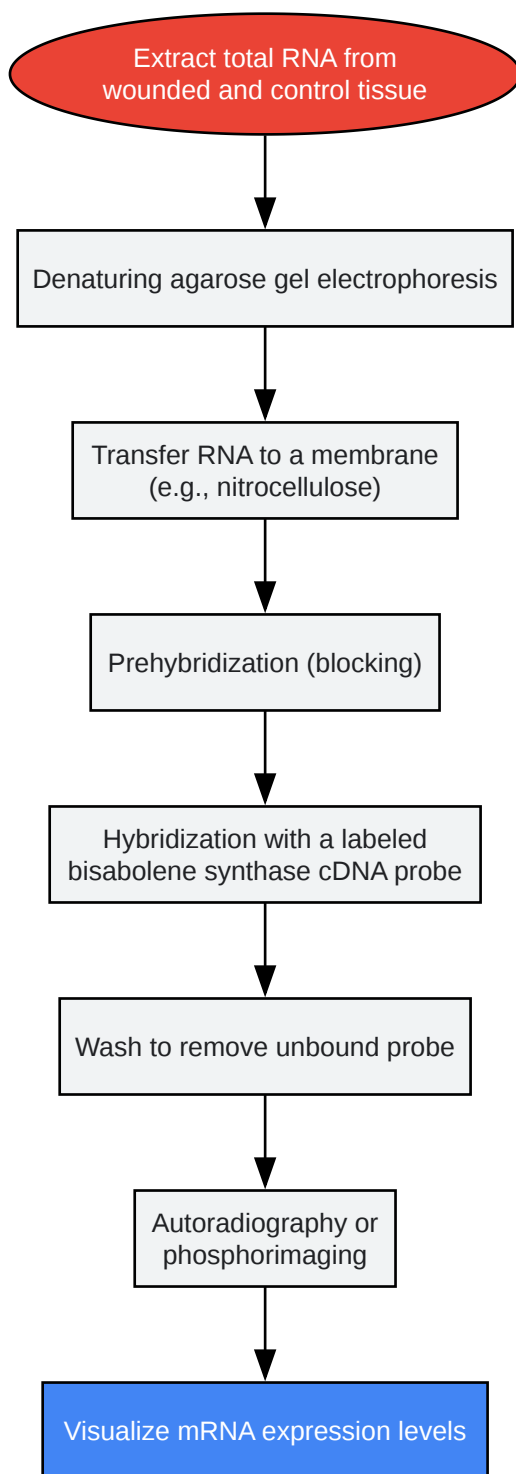 Extract total RNA from
wounded and control tissue
Denaturing agarose gel electrophoresis
Transfer RNA to a membrane
(e.g., nitrocellulose)
Prehybridization (blocking)
Hybridization with a labeled
bisabolene synthase cDNA probe
Wash to remove unbound probe
Autoradiography or
phosphorimaging
Visualize mRNA expression levels